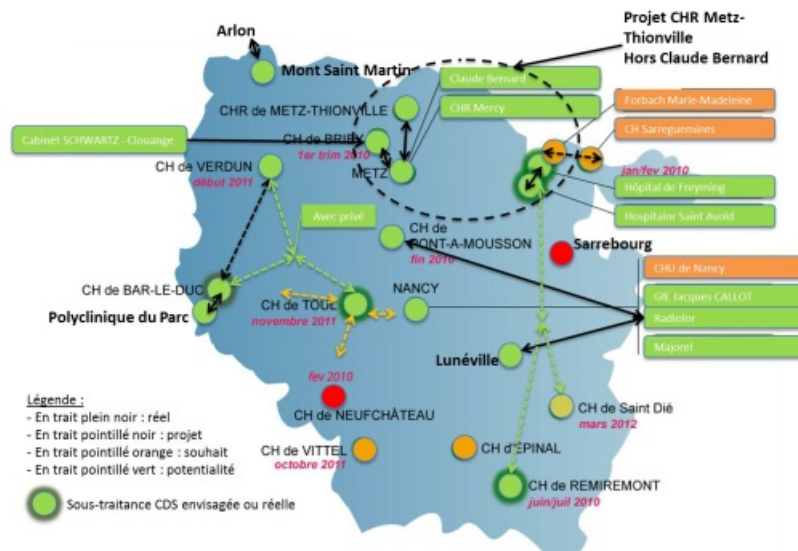 Arlon
Projet CHR Metz-
Thionville
Hors Claude Bernard
Mont Saint Martin
Claude Bernard
CHR de METZ-THIONVILLE
CHR Mercy
Forbach Marie-Madeleine
Cabinet SCHWARTZ - Clouange
CH de BRIEY
1er trim 2010
CH Sarreguemines
CH de VERDUN
début 2011
METZ
jan/fev 2010
Hôpital de Freyming
Hospitalor Saint Avold
Avec privé
CH de
PONT-A-MOUSSON
fin 2010
Sarrebourg
CH de BAR-LE-DUC
CH de TOUL
novembre 2011
NANCY
CHU de Nancy
GIE Jacques CALLOT
Radiolor
Majorel
Polyclinique du Parc
Lunéville
fev 2010
CH de NEUFCHÂTEAU
CH de Saint Dié
mars 2012
Légende :
- En trait plein noir : réel
- En trait pointillé noir : projet
- En trait pointillé orange : souhait
- En trait pointillé vert : potentialité
CH de VITTEL
octobre 2011
CH d'EPINAL
CH de REMIREMONT
juin/juil 2010
Sous-traitance CDS envisagée ou réelle